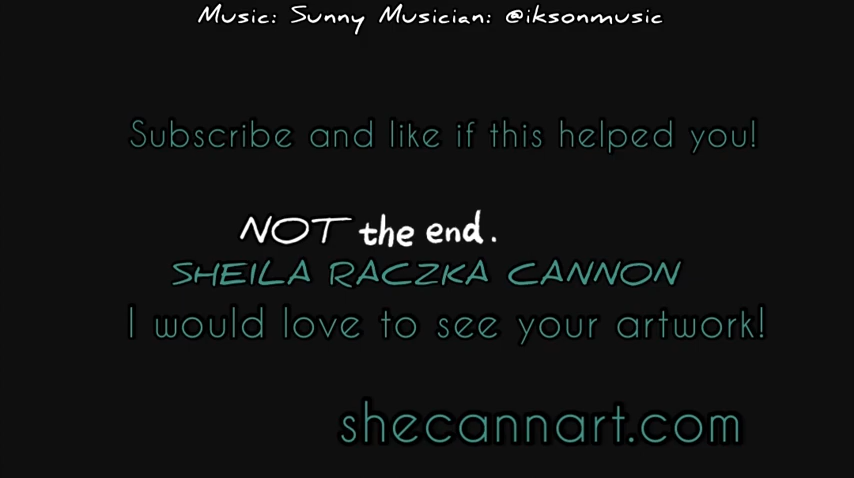 Music: Sunny Musician: @iksonmusic
Subscribe and like if this helped you!
NOT the end.
SHEILA RACZKA CANNON
I would love to see your artwork!
shecannart.com